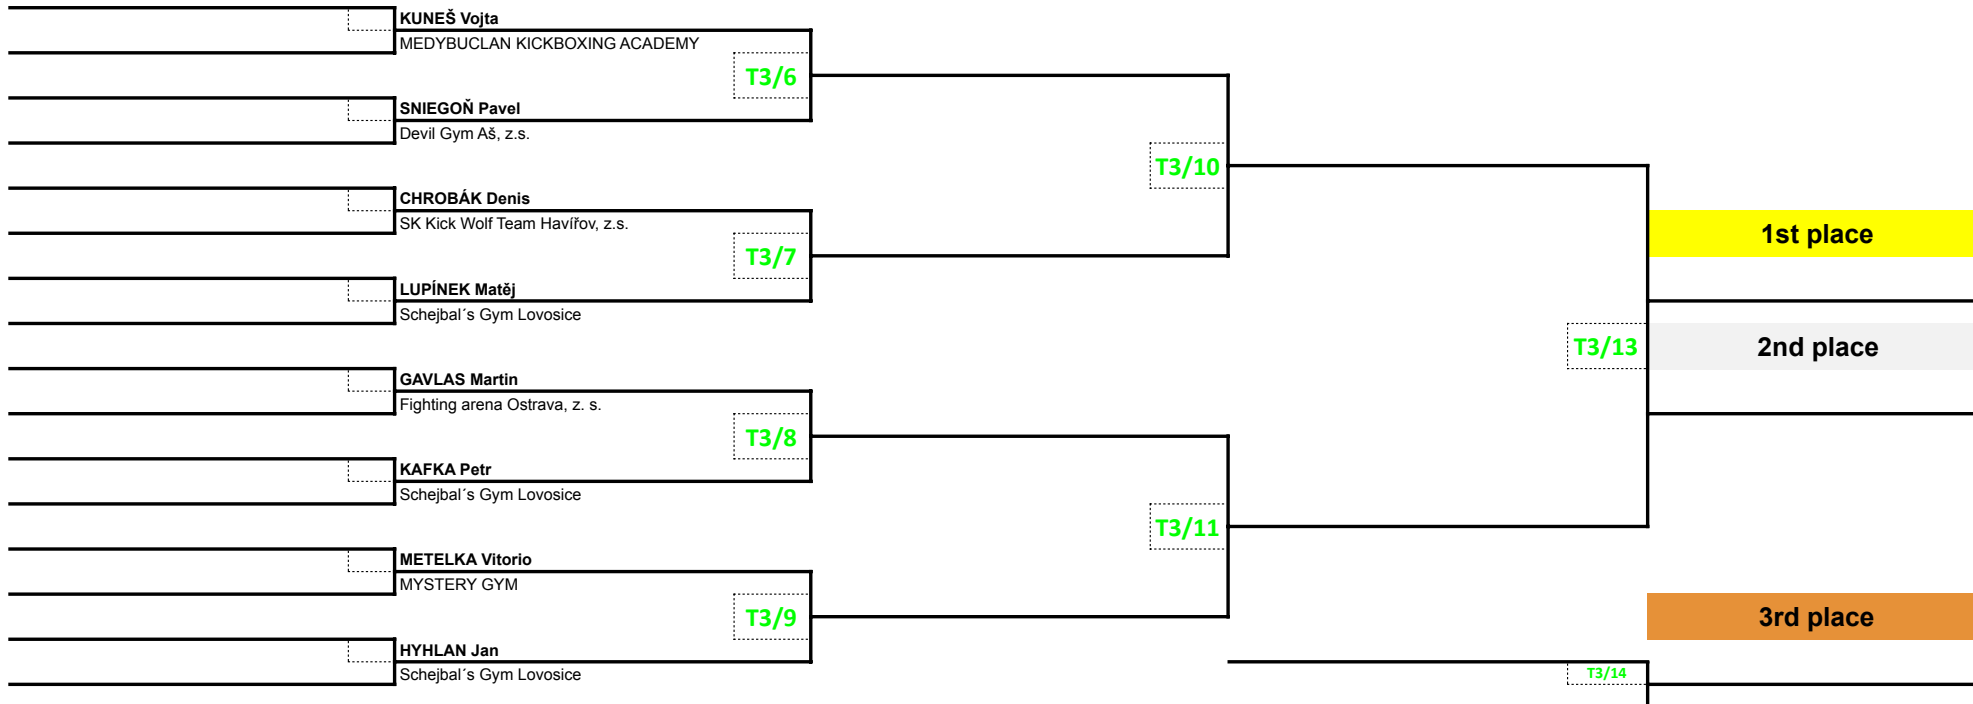 KUNEŠ Vojta
MEDYBUCLAN KICKBOXING ACADEMY
T3/6
SNIEGOŇ Pavel
Devil Gym Aš, z.s.
T3/10
CHROBÁK Denis
SK Kick Wolf Team Havířov, z.s.
T3/7
1st place
LUPÍNEK Matěj
Schejbal´s Gym Lovosice
T3/13
2nd place
GAVLAS Martin
Fighting arena Ostrava, z. s.
T3/8
KAFKA Petr
Schejbal´s Gym Lovosice
T3/11
METELKA Vitorio
MYSTERY GYM
T3/9
3rd place
HYHLAN Jan
Schejbal´s Gym Lovosice
T3/14